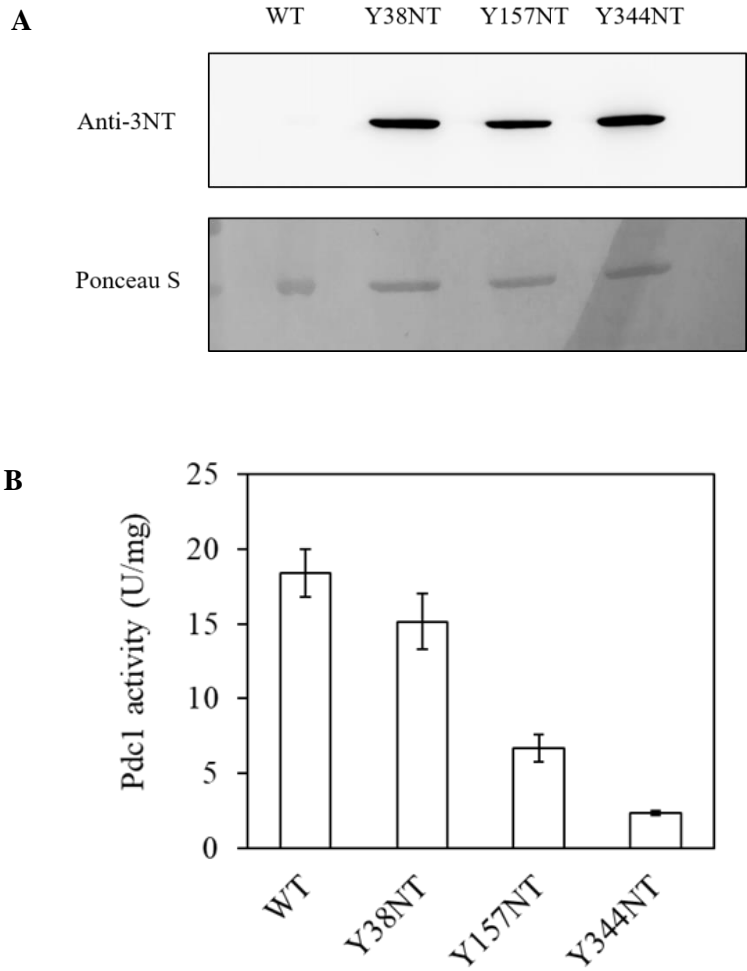 A
WT Y38NT Y157NT Y344NT
Anti-3NT
Ponceau S
B
Pdc1 activity (U/mg)
25
20
15
10
5
0
WT Y38NT Y157NT Y344NT